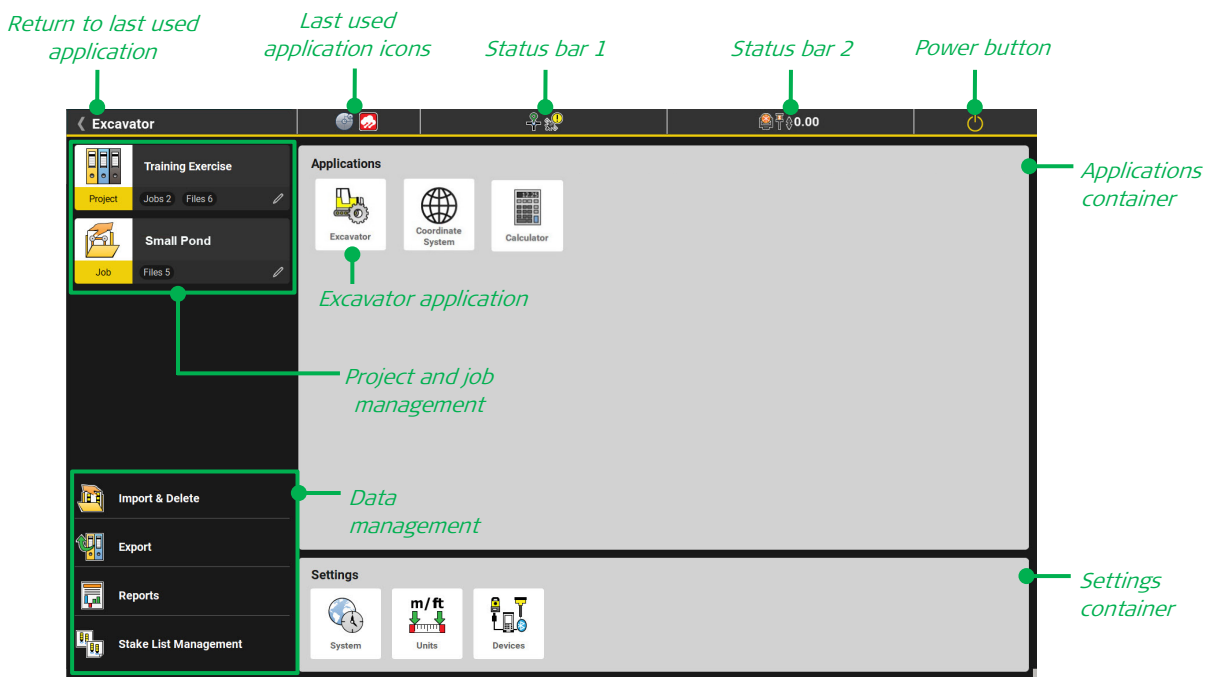 Return to last used
application
Last used
application icons
Status bar 1
Status bar 2
Power button
Excavator
0.00
Training Exercise
Project
Jobs 2
Files 6
Small Pond
Job
Files 5
Applications
Excavator
Coordinate
System
Calculator
Applications
container
Excavator application
Project and job
management
Import & Delete
Export
Reports
Stake List Management
Data
management
Settings
System
m/ft
Units
Devices
Settings
container